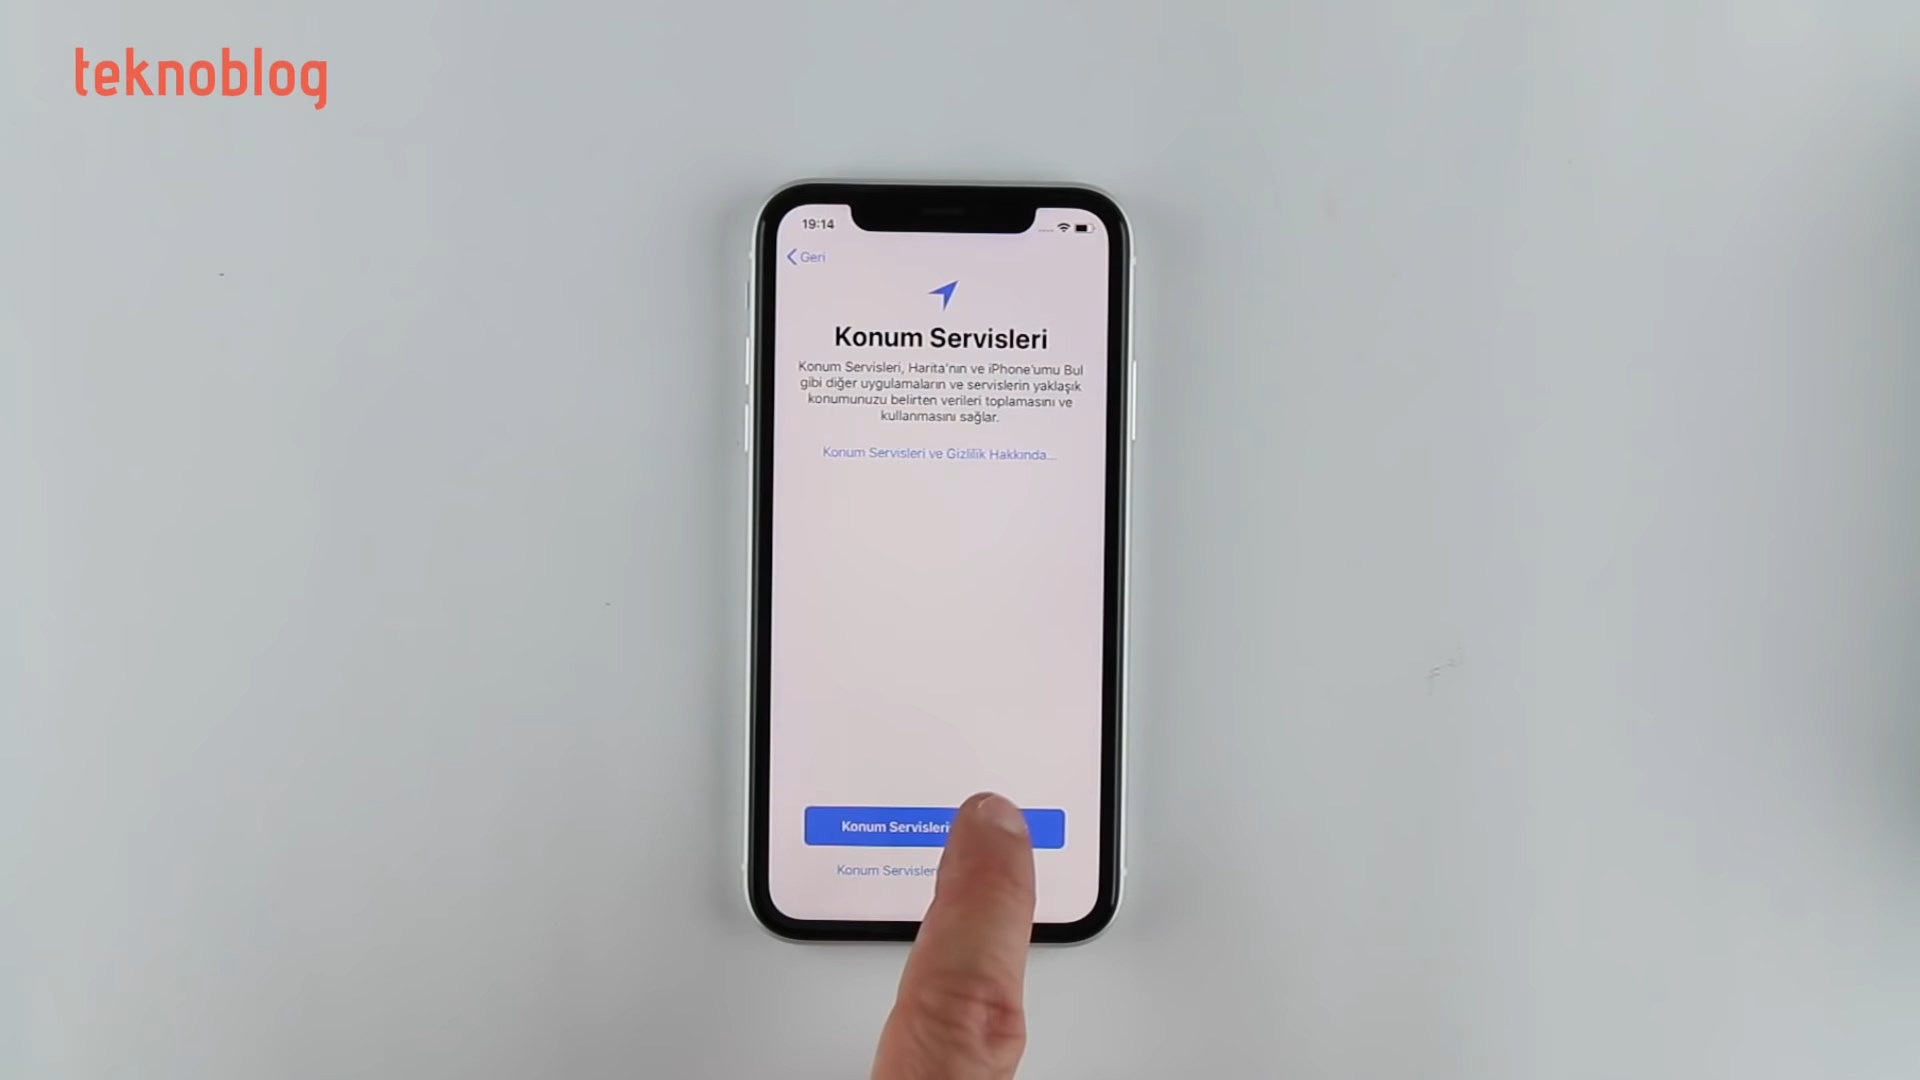 teknoblog
19:14
Geri
Konum Servisleri
Konum Servisleri, Harita'nın ve iPhone'umu Bul
gibi diğer uygulamaların ve servislerin yaklaşık
konumunuzu belirten verileri toplamasını ve
kullanmasını sağlar.
Konum Servisleri ve Gizlilik Hakkında...
Konum Servisleri
Konum Servisler